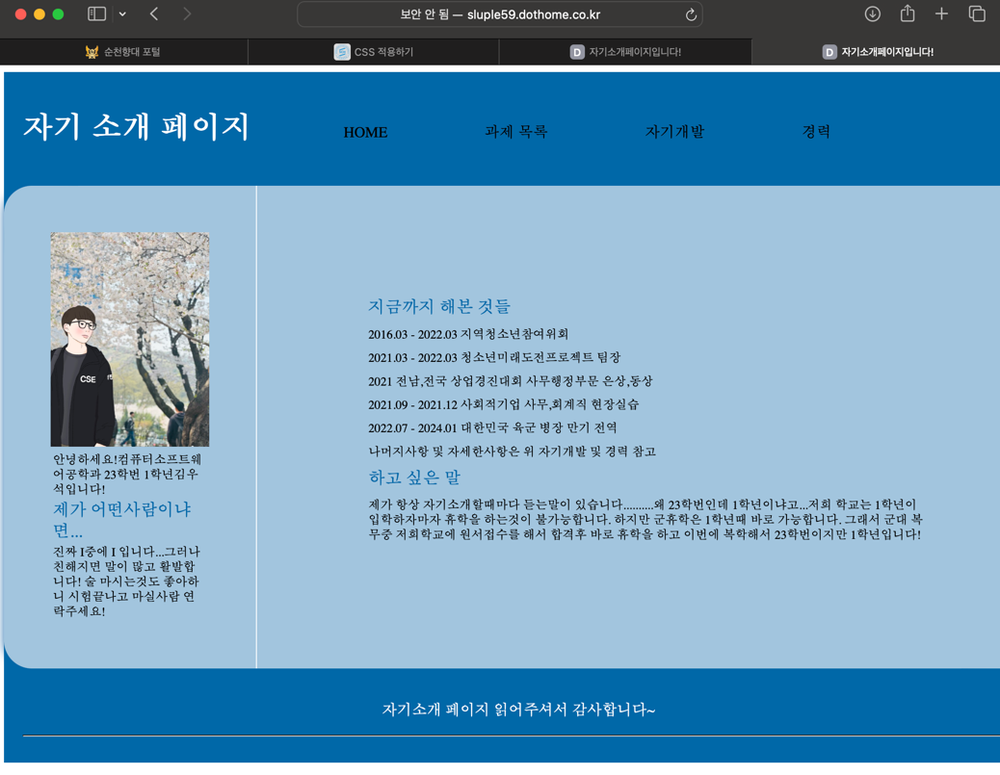 보안 안 됨 — sluple59.dothome.co.kr
순천향대 포털
CSS 적용하기
D 자기소개페이지입니다!
D 자기소개페이지입니다!
자기 소개 페이지
HOME
과제 목록
자기개발
경력
CSE
안녕하세요!컴퓨터소프트웨
어공학과 23학번 1학년김우
석입니다!
제가 어떤사람이냐
면...
진짜 I중에 I 입니다...그러나
친해지면 말이 많고 활발합
니다! 술 마시는것도 좋아하
니 시험끝나고 마실사람 연
락주세요!
지금까지 해본 것들
2016.03 - 2022.03 지역청소년참여위회
2021.03 - 2022.03 청소년미래도전프로젝트 팀장
2021 전남,전국 상업경진대회 사무행정부문 은상,동상
2021.09 - 2021.12 사회적기업 사무,회계직 현장실습
2022.07 - 2024.01 대한민국 육군 병장 만기 전역
나머지사항 및 자세한사항은 위 자기개발 및 경력 참고
하고 싶은 말
제가 항상 자기소개할때마다 듣는말이 있습니다..........왜 23학번인데 1학년이냐고...저희 학교는 1학년이
입학하자마자 휴학을 하는것이 불가능합니다. 하지만 군휴학은 1학년때 바로 가능합니다. 그래서 군대 복
무중 저희학교에 원서접수를 해서 합격후 바로 휴학을 하고 이번에 복학해서 23학번이지만 1학년입니다!
자기소개 페이지 읽어주셔서 감사합니다~